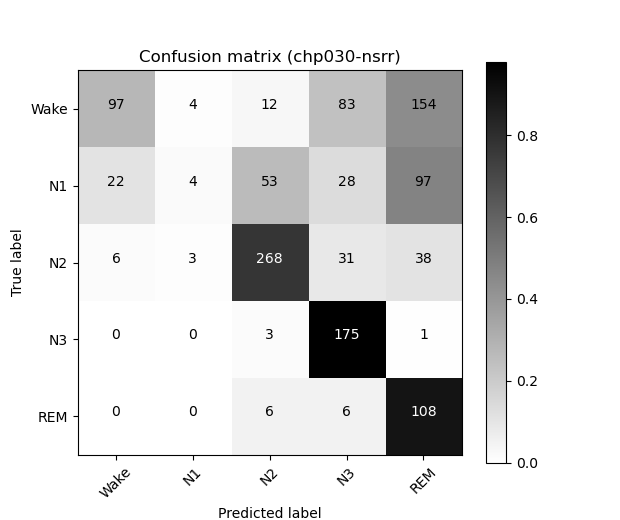 Confusion matrix (chp030-nsrr)
Wake 97 4 12 83 154
N1 22 4 53 28 97
N2 6 3 268 31 38
N3 0 0 3 175 1
REM 0 0 6 6 108
Wake N1 N2 N3 REM
Predicted label
True label
0.8
0.6
0.4
0.2
0.0